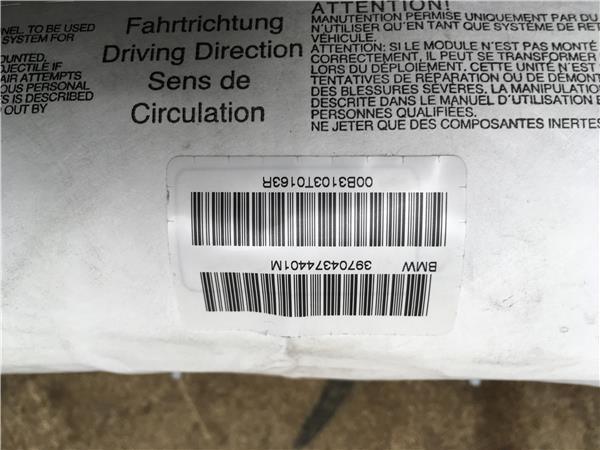 NEL. TO BE USED
SYSTEM FOR
OUNTED,
OJECTILE IF
AIR ATTEMPTS
OUS PERSONAL
S IS DESCRIBED
OUT BY
Fahrtrichtung
Driving Direction
Sens de
Circulation
ATTENTION!
MANUTENTION PERMISE UNIQUEMENT PAR DU
N'UTILISER QU'EN TANT QUE SYSTEME DE RET
VÉHICULE.
ATTENTION: SI LE MODULE N'EST PAS MONTÉ
CORRECTEMENT, IL PEUT SE TRANSFORMER
LORS DU DÉPLOIEMENT. CETTE UNITÉ N'EST
TENTATIVES DE RÉPARATION OU DE DÉMONT
DES BLESSURES SÉVÈRES. LA MANIPULATION
DESCRITE DANS LE MANUEL D'UTILISATION E
PERSONNES QUALIFIÉES.
NE JETER QUE DES COMPOSANTES INERTES
BMW 39704374401M
00B3103T0163R